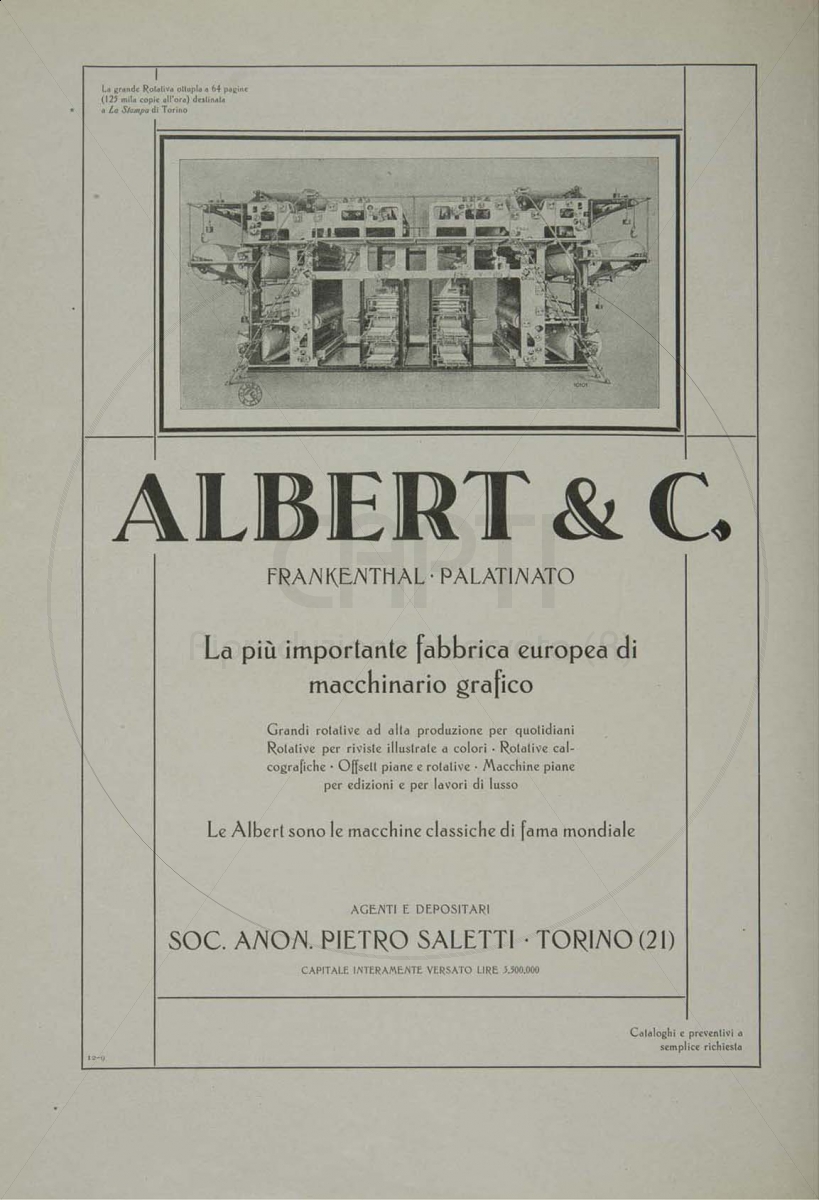 La grande Rotativa ottupla a 64 pagine
(125 mila copie all'ora) destinata
a La Stampa di Torino
ALBERT & C.
FRANKENTHAL · PALATINATO
La più importante fabbrica europea di
macchinario grafico
Grandi rotative ad alta produzione per quotidiani
Rotative per riviste illustrate a colori · Rotative cal-
cografiche · Offsett piane e rotative · Macchine piane
per edizioni e per lavori di lusso
Le Albert sono le macchine classiche di fama mondiale
AGENTI E DEPOSITARI
SOC. ANON. PIETRO SALETTI · TORINO (21)
CAPITALE INTERAMENTE VERSATO LIRE 3,500,000
Cataloghi e preventivi a
semplice richiesta
12-9